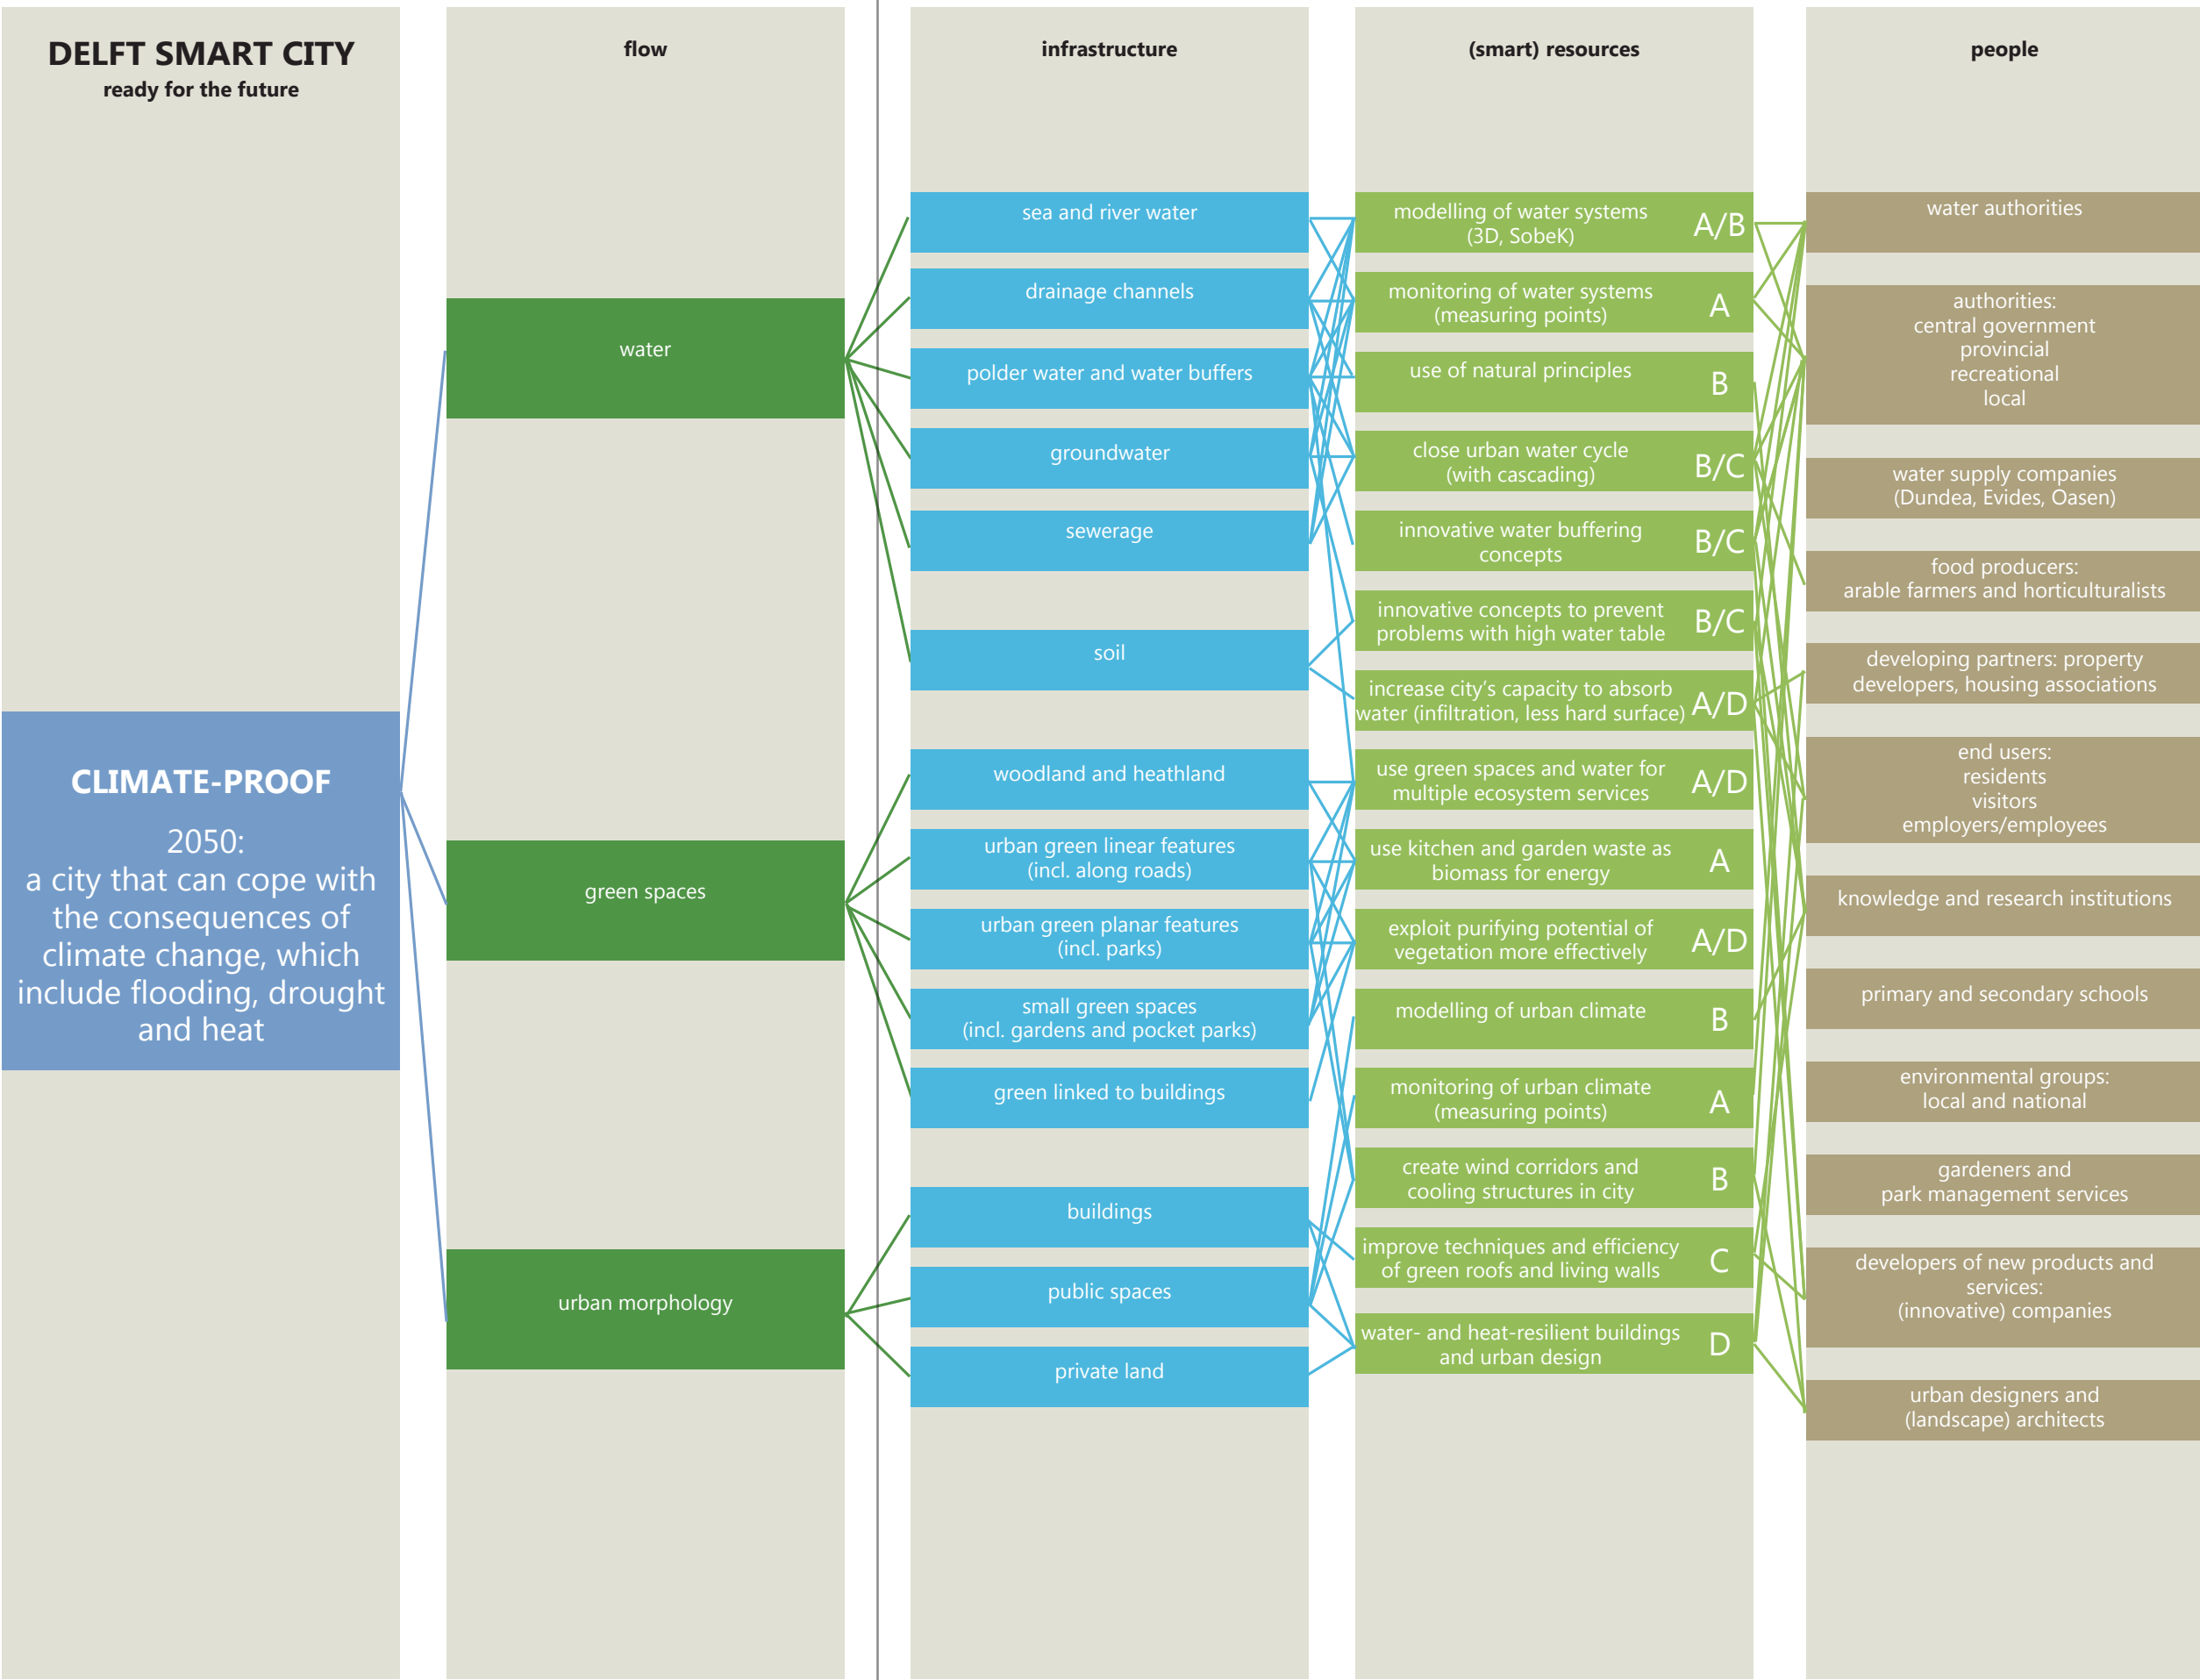 DELFT SMART CITY
ready for the future
CLIMATE-PROOF
2050:
a city that can cope with
the consequences of
climate change, which
include flooding, drought
and heat
flow
water
green spaces
urban morphology
infrastructure
sea and river water
drainage channels
polder water and water buffers
groundwater
sewerage
soil
woodland and heathland
urban green linear features
(incl. along roads)
urban green planar features
(incl. parks)
small green spaces
(incl. gardens and pocket parks)
green linked to buildings
buildings
public spaces
private land
(smart) resources
modelling of water systems
(3D, SobeK)
A/B
monitoring of water systems
(measuring points)
A
use of natural principles
B
close urban water cycle
(with cascading)
B/C
innovative water buffering
concepts
B/C
innovative concepts to prevent
problems with high water table
B/C
increase city's capacity to absorb
water (infiltration, less hard surface)
A/D
use green spaces and water for
multiple ecosystem services
A/D
use kitchen and garden waste as
biomass for energy
A
exploit purifying potential of
vegetation more effectively
A/D
modelling of urban climate
B
monitoring of urban climate
(measuring points)
A
create wind corridors and
cooling structures in city
B
improve techniques and efficiency
of green roofs and living walls
C
water- and heat-resilient buildings
and urban design
D
people
water authorities
authorities:
central government
provincial
recreational
local
water supply companies
(Dundea, Evides, Oasen)
food producers:
arable farmers and horticulturalists
developing partners: property
developers, housing associations
end users:
residents
visitors
employers/employees
knowledge and research institutions
primary and secondary schools
environmental groups:
local and national
gardeners and
park management services
developers of new products and
services:
(innovative) companies
urban designers and
(landscape) architects